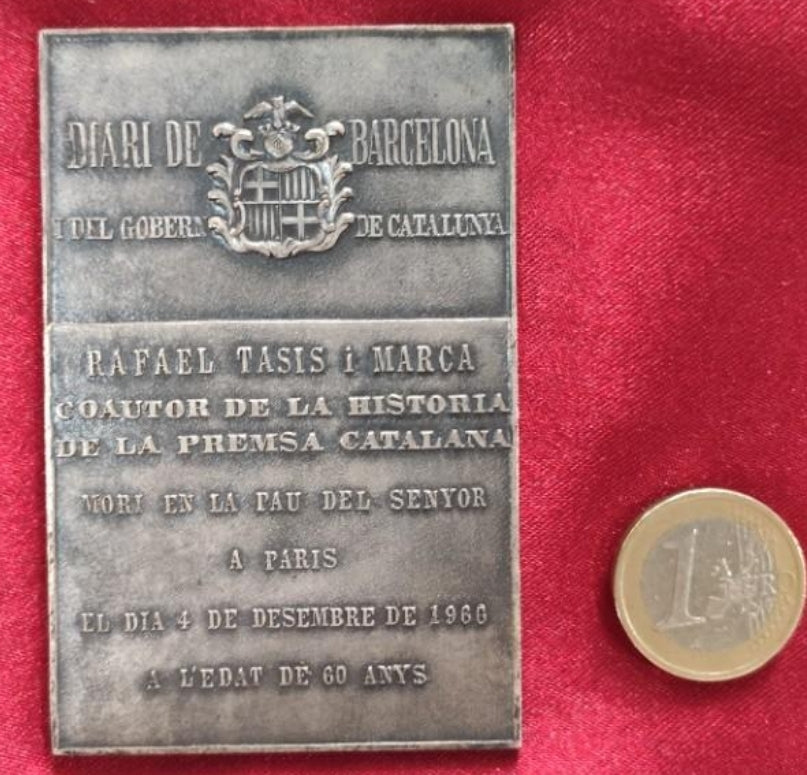 DIARI DE BARCELONA
I DEL GOBERN DE CATALUNYA
RAFAEL TASIS i MARCA
COAUTOR DE LA HISTORIA
DE LA PREMSA CATALANA
MORI EN LA PAU DEL SENYOR
A PARIS
EL DIA 4 DE DESEMBRE DE 1966
A L'EDAT DE 60 ANYS
1